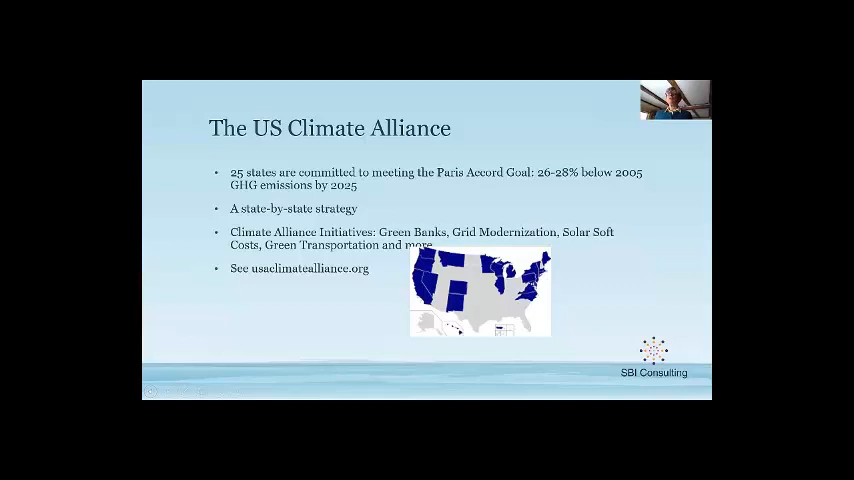 The US Climate Alliance
• 25 states are committed to meeting the Paris Accord Goal: 26-28% below 2005
GHG emissions by 2025
• A state-by-state strategy
• Climate Alliance Initiatives: Green Banks, Grid Modernization, Solar Soft
Costs, Green Transportation and more
• See usaclimatealliance.org
SBI Consulting